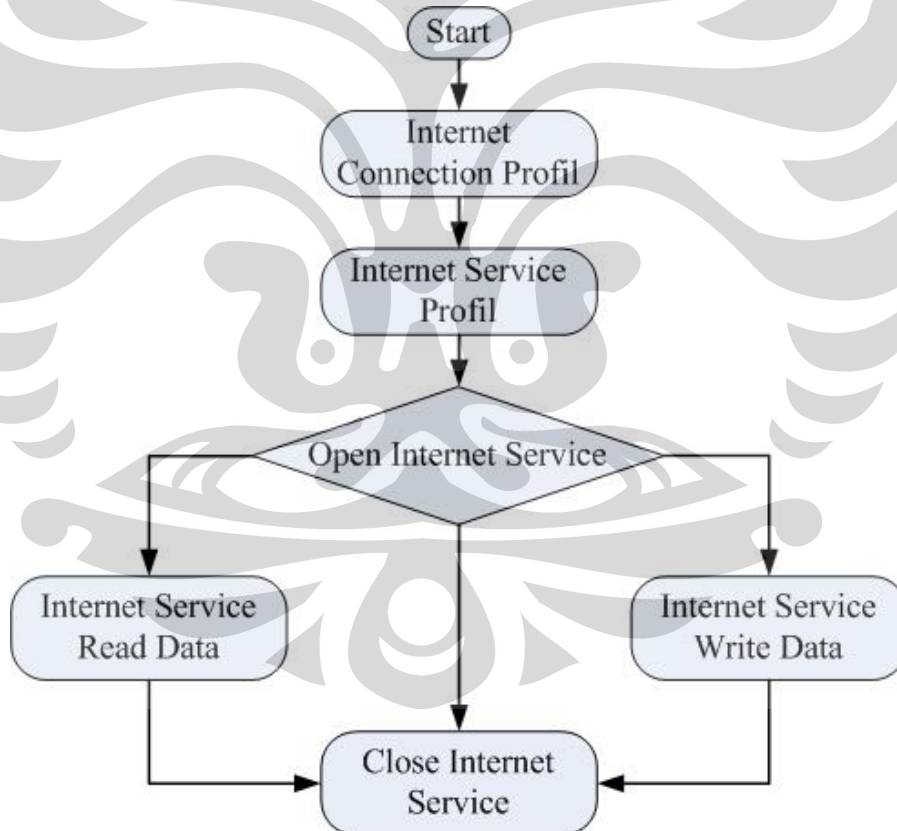 Start
Internet
Connection Profil
Internet Service
Profil
Open Internet Service
Internet Service
Read Data
Internet Service
Write Data
Close Internet
Service